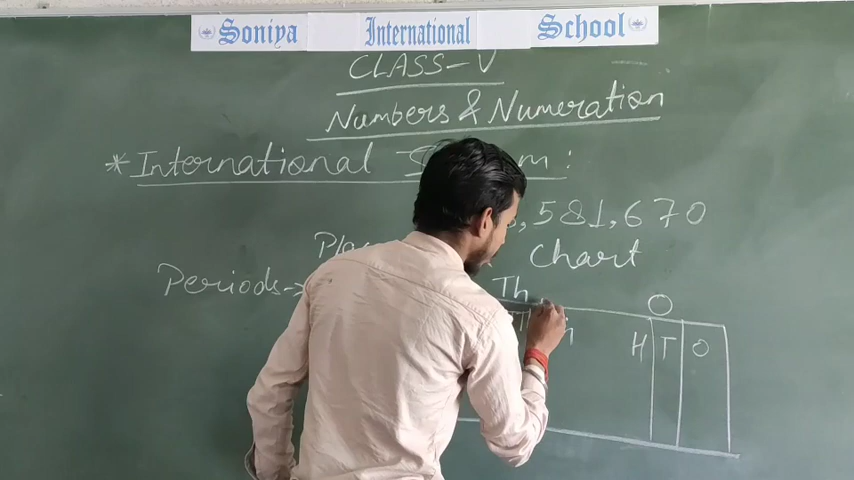 Soniya International School
CLASS-V
Numbers & Numeration
* International m :
,581,670
Chart
Periods→ Th O
H T O